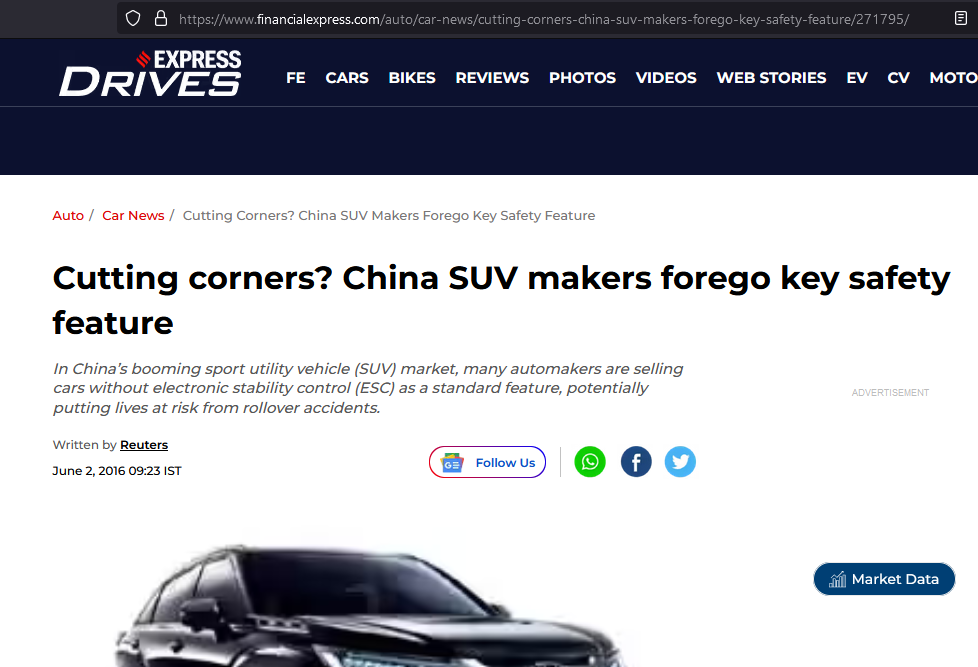 https://www.financialexpress.com/auto/car-news/cutting-corners-china-suv-makers-forego-key-safety-feature/271795/
EXPRESS
DRIVES
FE CARS BIKES REVIEWS PHOTOS VIDEOS WEB STORIES EV CV MOTO
Auto / Car News / Cutting Corners? China SUV Makers Forego Key Safety Feature
Cutting corners? China SUV makers forego key safety
feature
In China’s booming sport utility vehicle (SUV) market, many automakers are selling
cars without electronic stability control (ESC) as a standard feature, potentially
putting lives at risk from rollover accidents.
ADVERTISEMENT
Written by Reuters
June 2, 2016 09:23 IST
GE Follow Us
Market Data